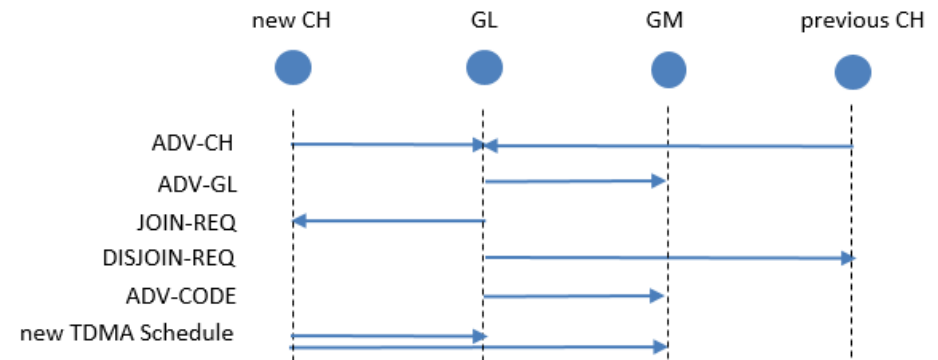 new CH GL GM previous CH
ADV-CH
ADV-GL
JOIN-REQ
DISJOIN-REQ
ADV-CODE
new TDMA Schedule